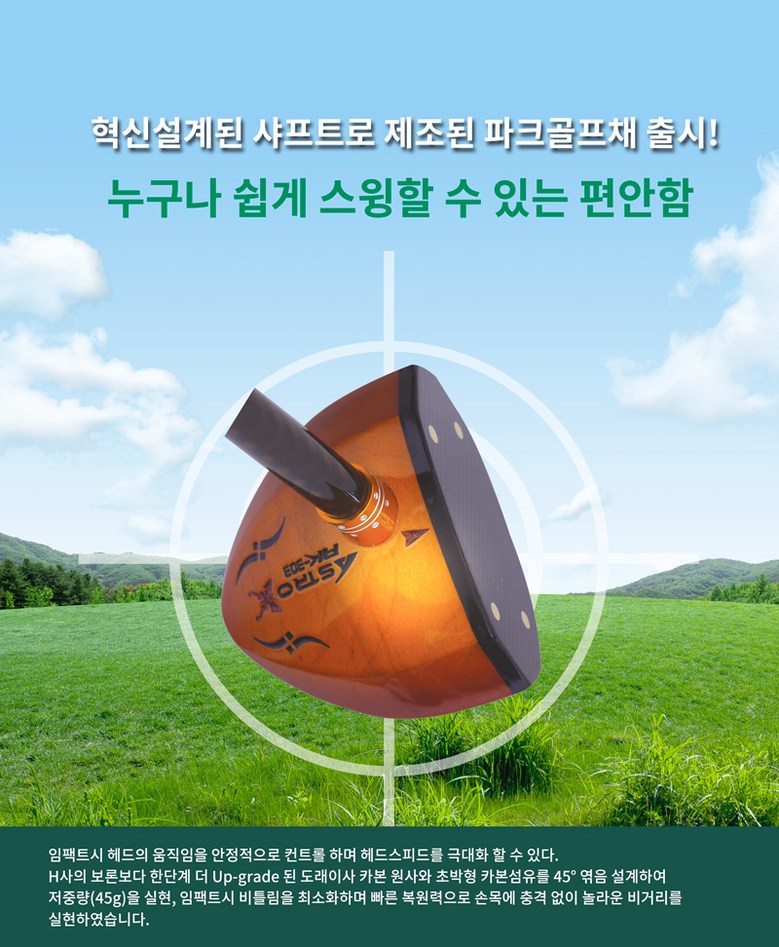 혁신설계된 샤프트로 제조된 파크골프채 출시!
누구나 쉽게 스윙할 수 있는 편안함
ASTRO
임팩트시 헤드의 움직임을 안정적으로 컨트롤 하며 헤드스피드를 극대화 할 수 있다.
H사의 보론보다 한단계 더 Up-grade 된 도래이사 카본 원사와 초박형 카본섬유를 45° 엮음 설계하여
저중량(45g)을 실현, 임팩트시 비틀림을 최소화하며 빠른 복원력으로 손목에 충격 없이 놀라운 비거리를
실현하였습니다.